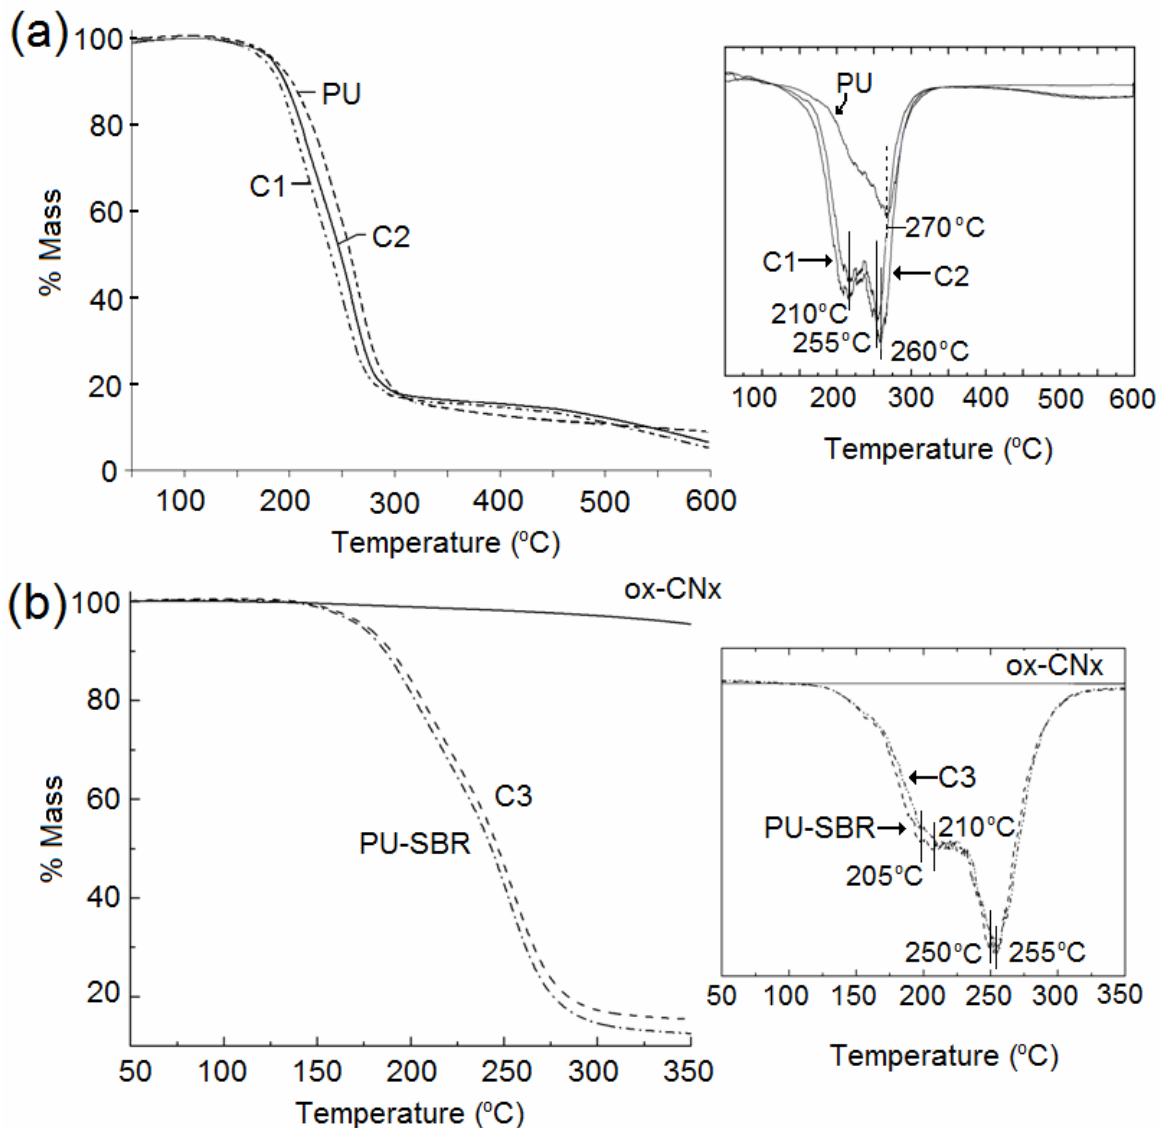 (a)
100
80
60
40
20
0
% Mass
PU
C1
C2
100 200 300 400 500 600
Temperature (°C)
PU
270°C
C1
C2
210°C
255°C
260°C
100 200 300 400 500 600
Temperature (°C)
(b)
100
80
60
40
20
% Mass
ox-CNx
C3
PU-SBR
50 100 150 200 250 300 350
Temperature (°C)
ox-CNx
C3
PU-SBR
210°C
205°C
250°C
255°C
50 100 150 200 250 300 350
Temperature (°C)